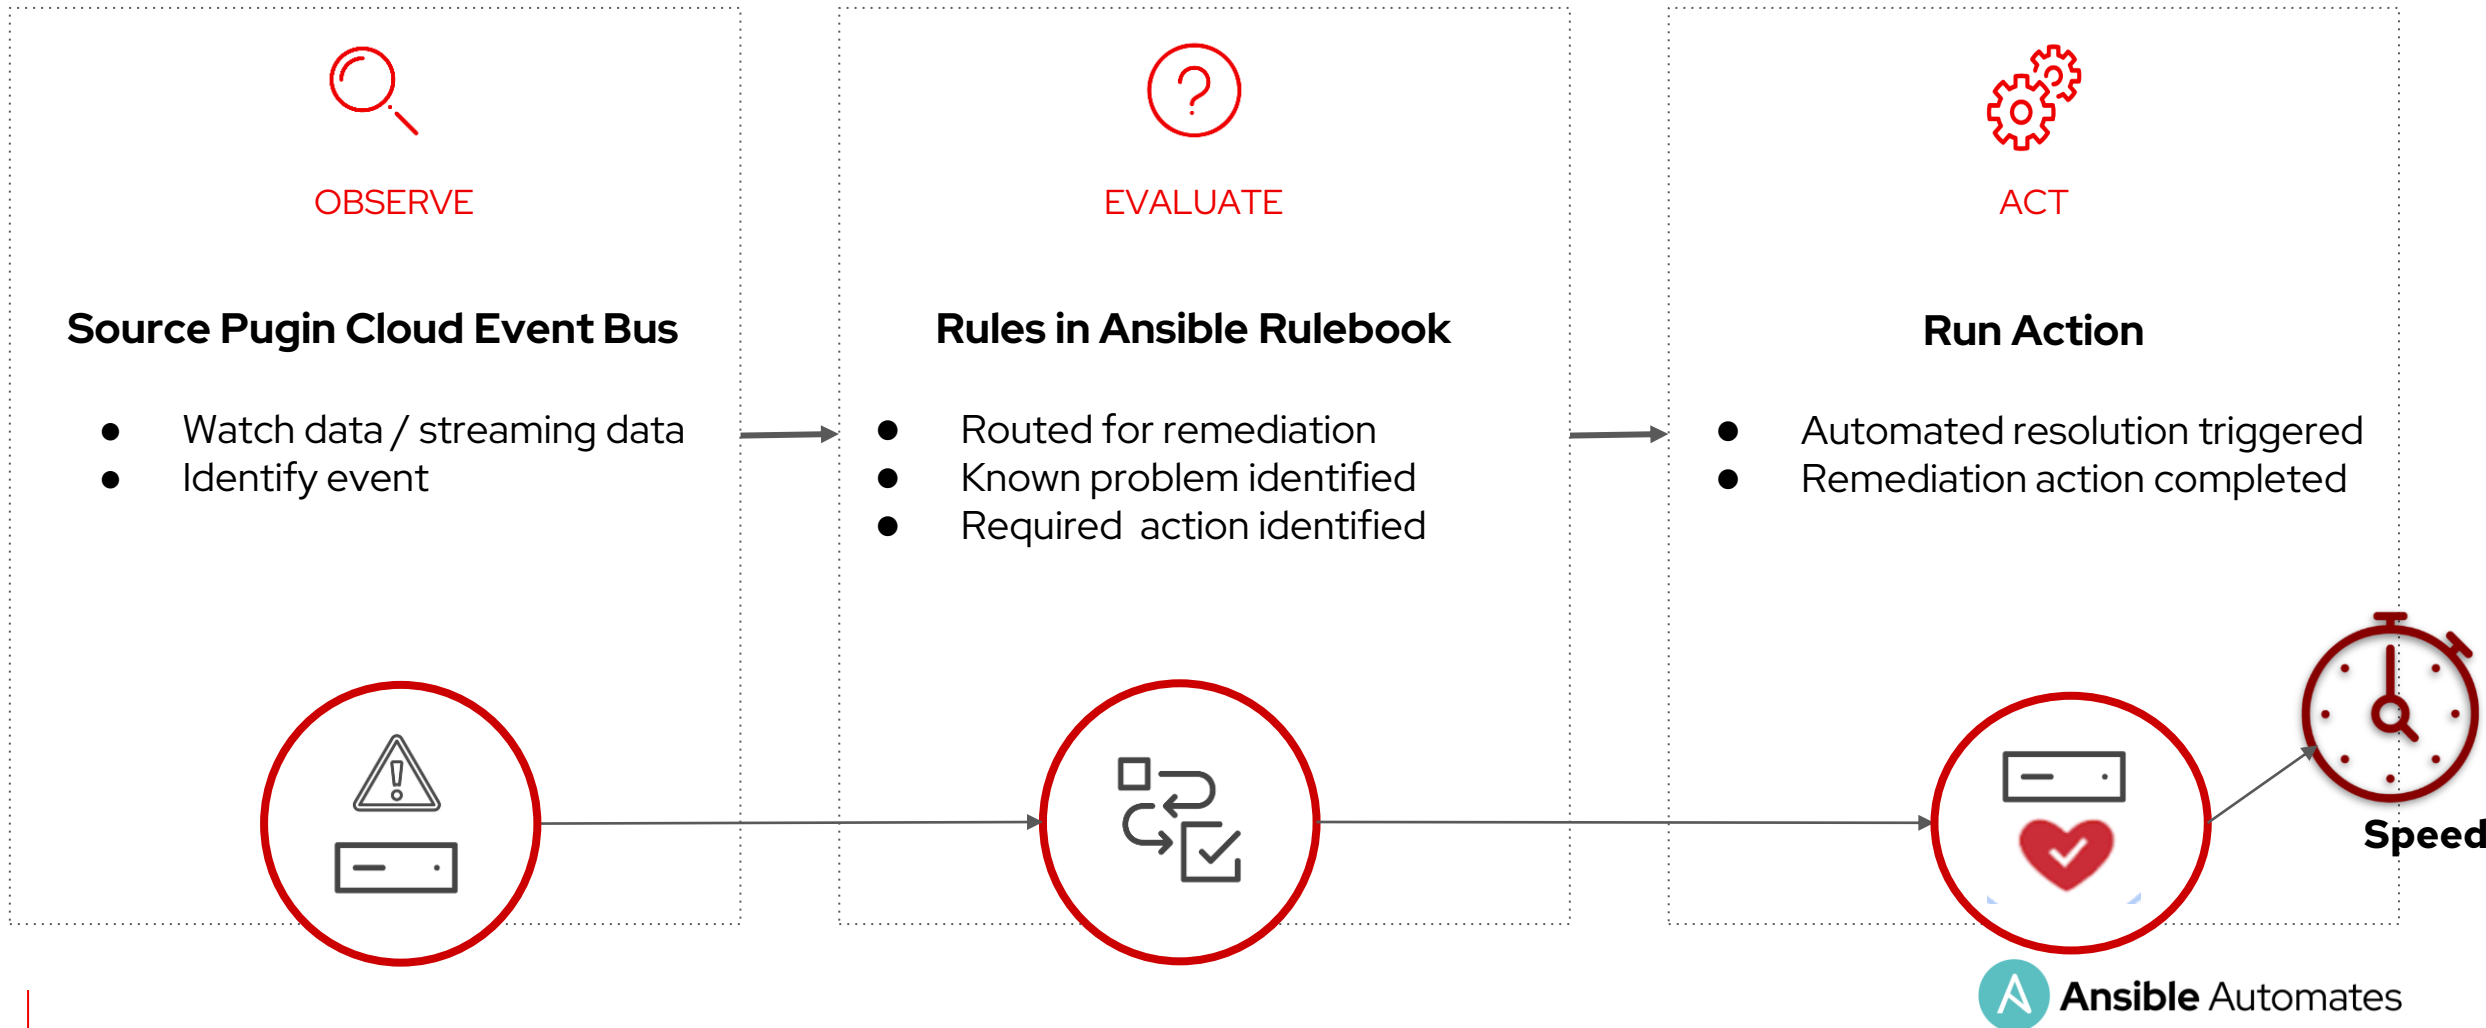 OBSERVE
Source Pugin Cloud Event Bus
● Watch data / streaming data
● Identify event
EVALUATE
Rules in Ansible Rulebook
● Routed for remediation
● Known problem identified
● Required  action identified
ACT
Run Action
● Automated resolution triggered
● Remediation action completed
Speed
Ansible Automates